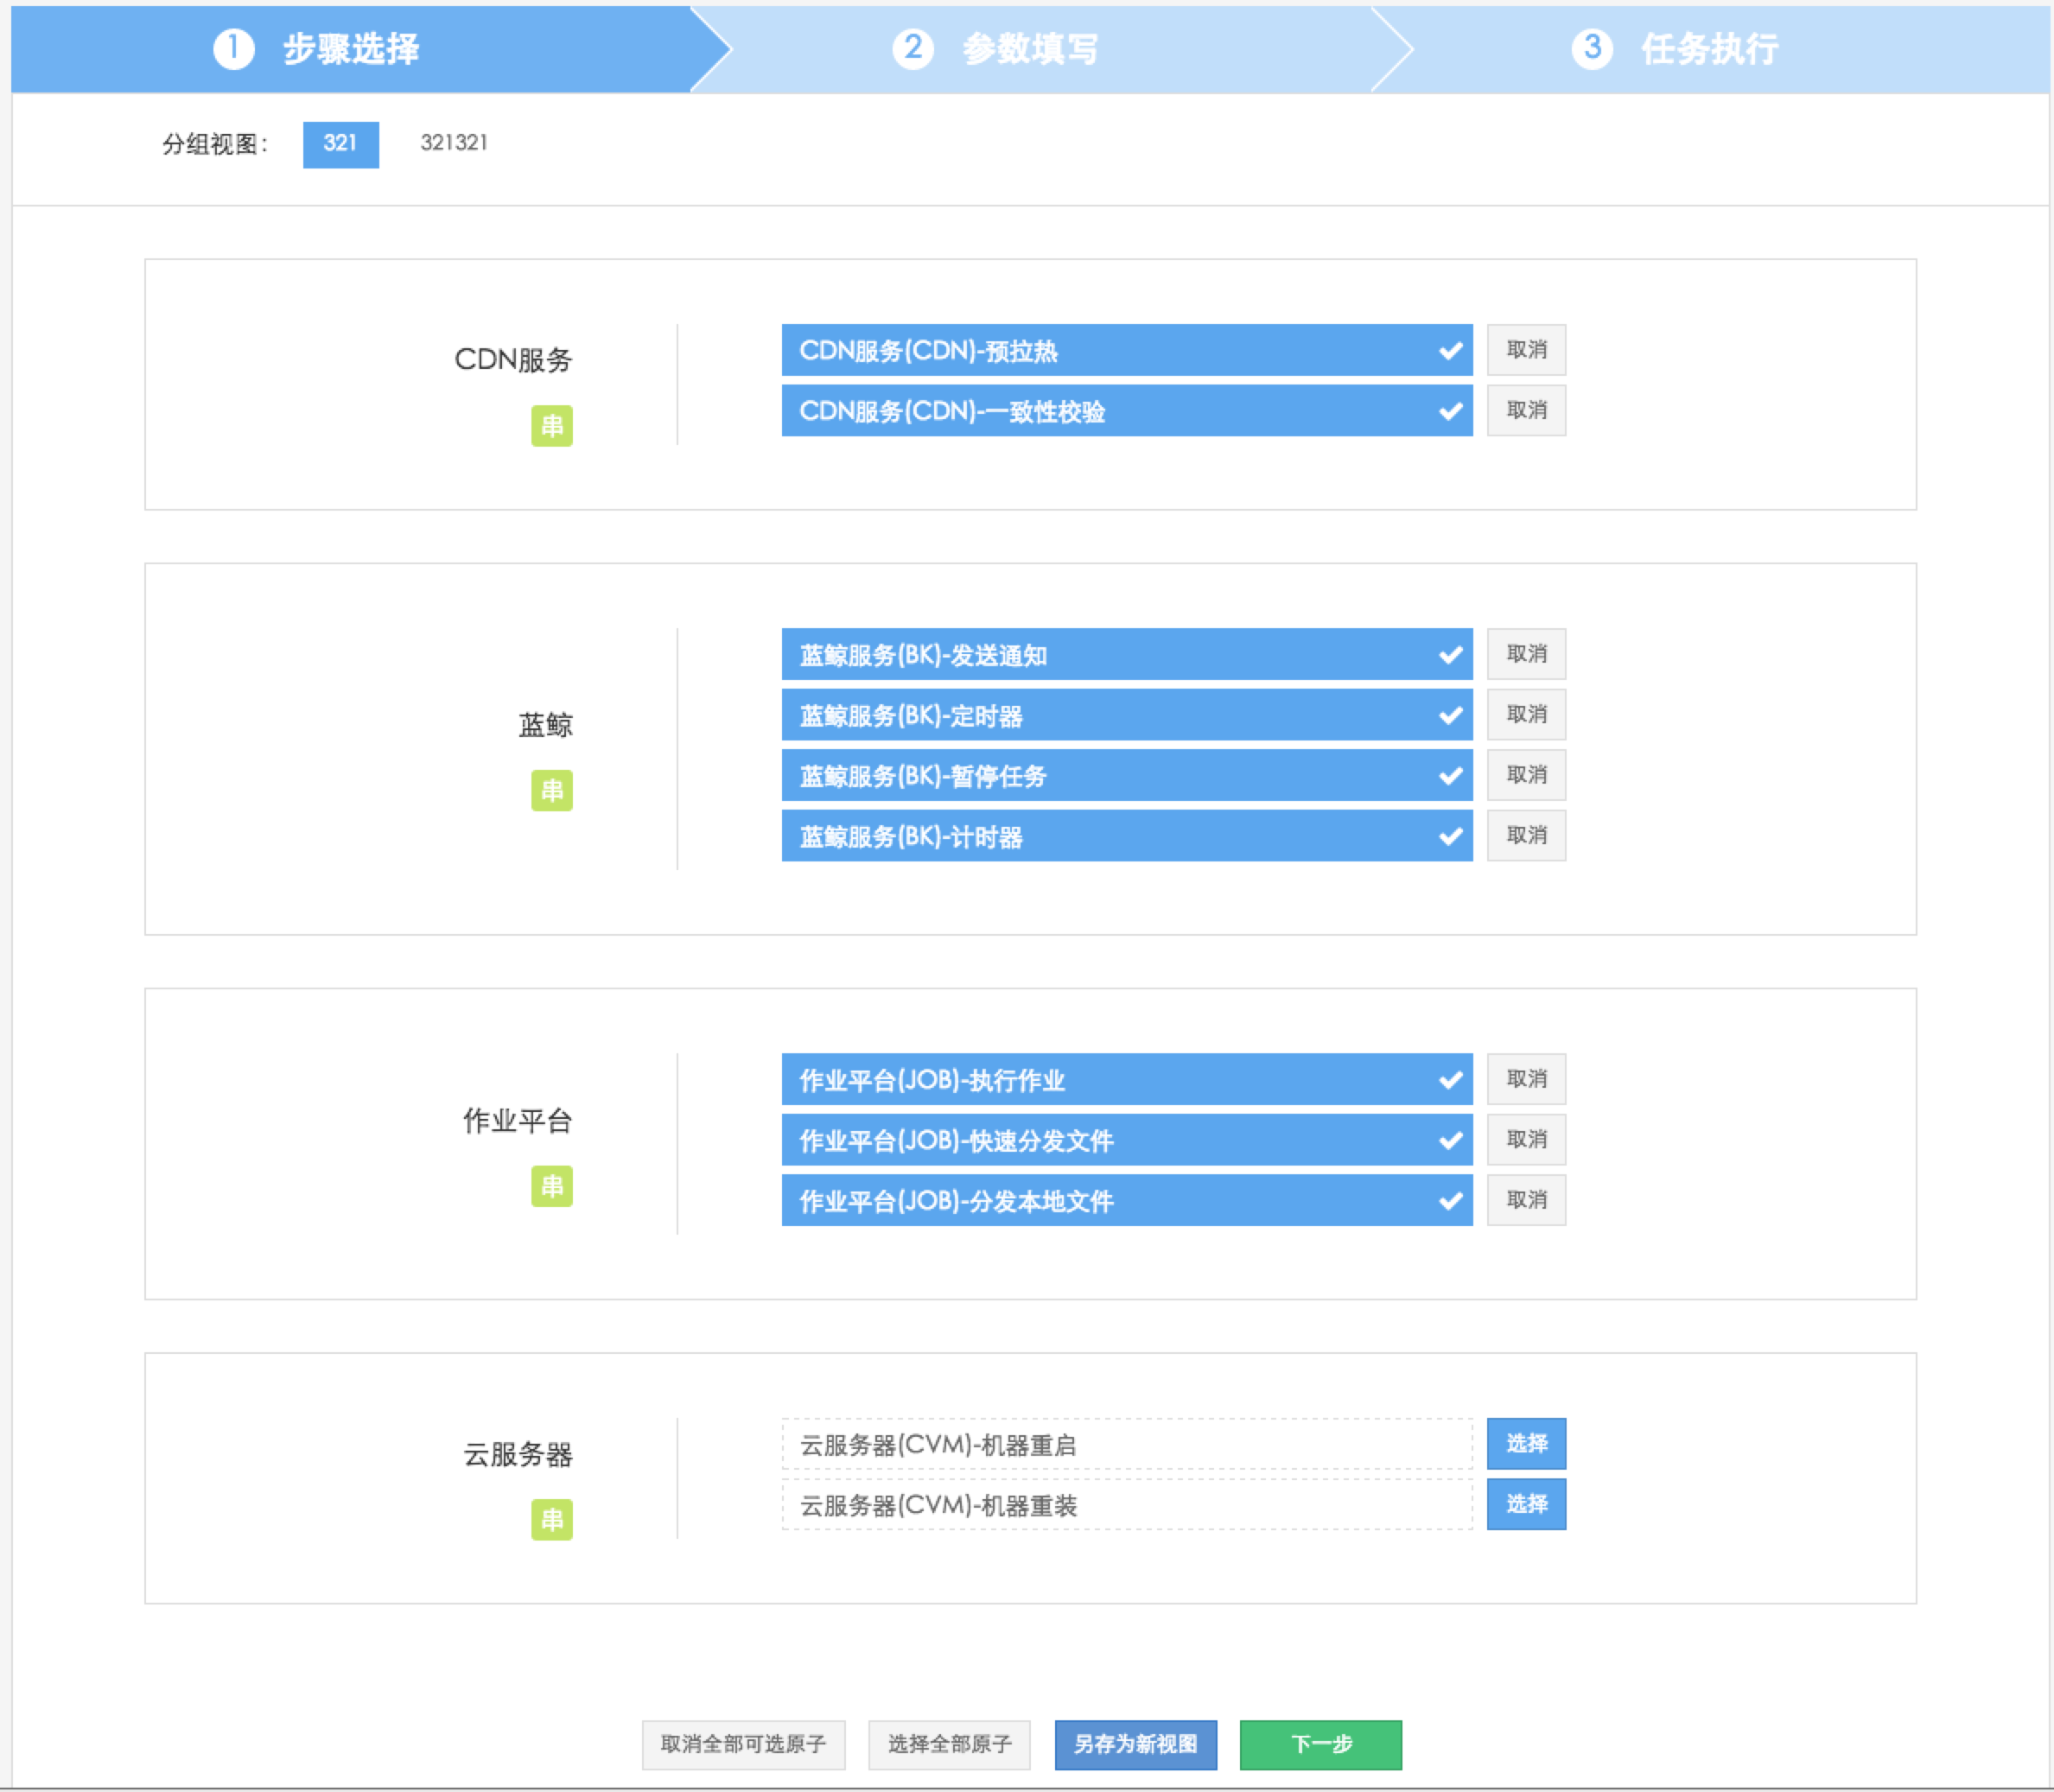 1 步骤选择
2 参数填写
3 任务执行
分组视图： 321 321321
CDN服务
串
CDN服务(CDN)-预拉热 取消
CDN服务(CDN)-一致性校验 取消
蓝鲸
串
蓝鲸服务(BK)-发送通知 取消
蓝鲸服务(BK)-定时器 取消
蓝鲸服务(BK)-暂停任务 取消
蓝鲸服务(BK)-计时器 取消
作业平台
串
作业平台(JOB)-执行作业 取消
作业平台(JOB)-快速分发文件 取消
作业平台(JOB)-分发本地文件 取消
云服务器
串
云服务器(CVM)-机器重启 选择
云服务器(CVM)-机器重装 选择
取消全部可选原子 选择全部原子 另存为新视图 下一步